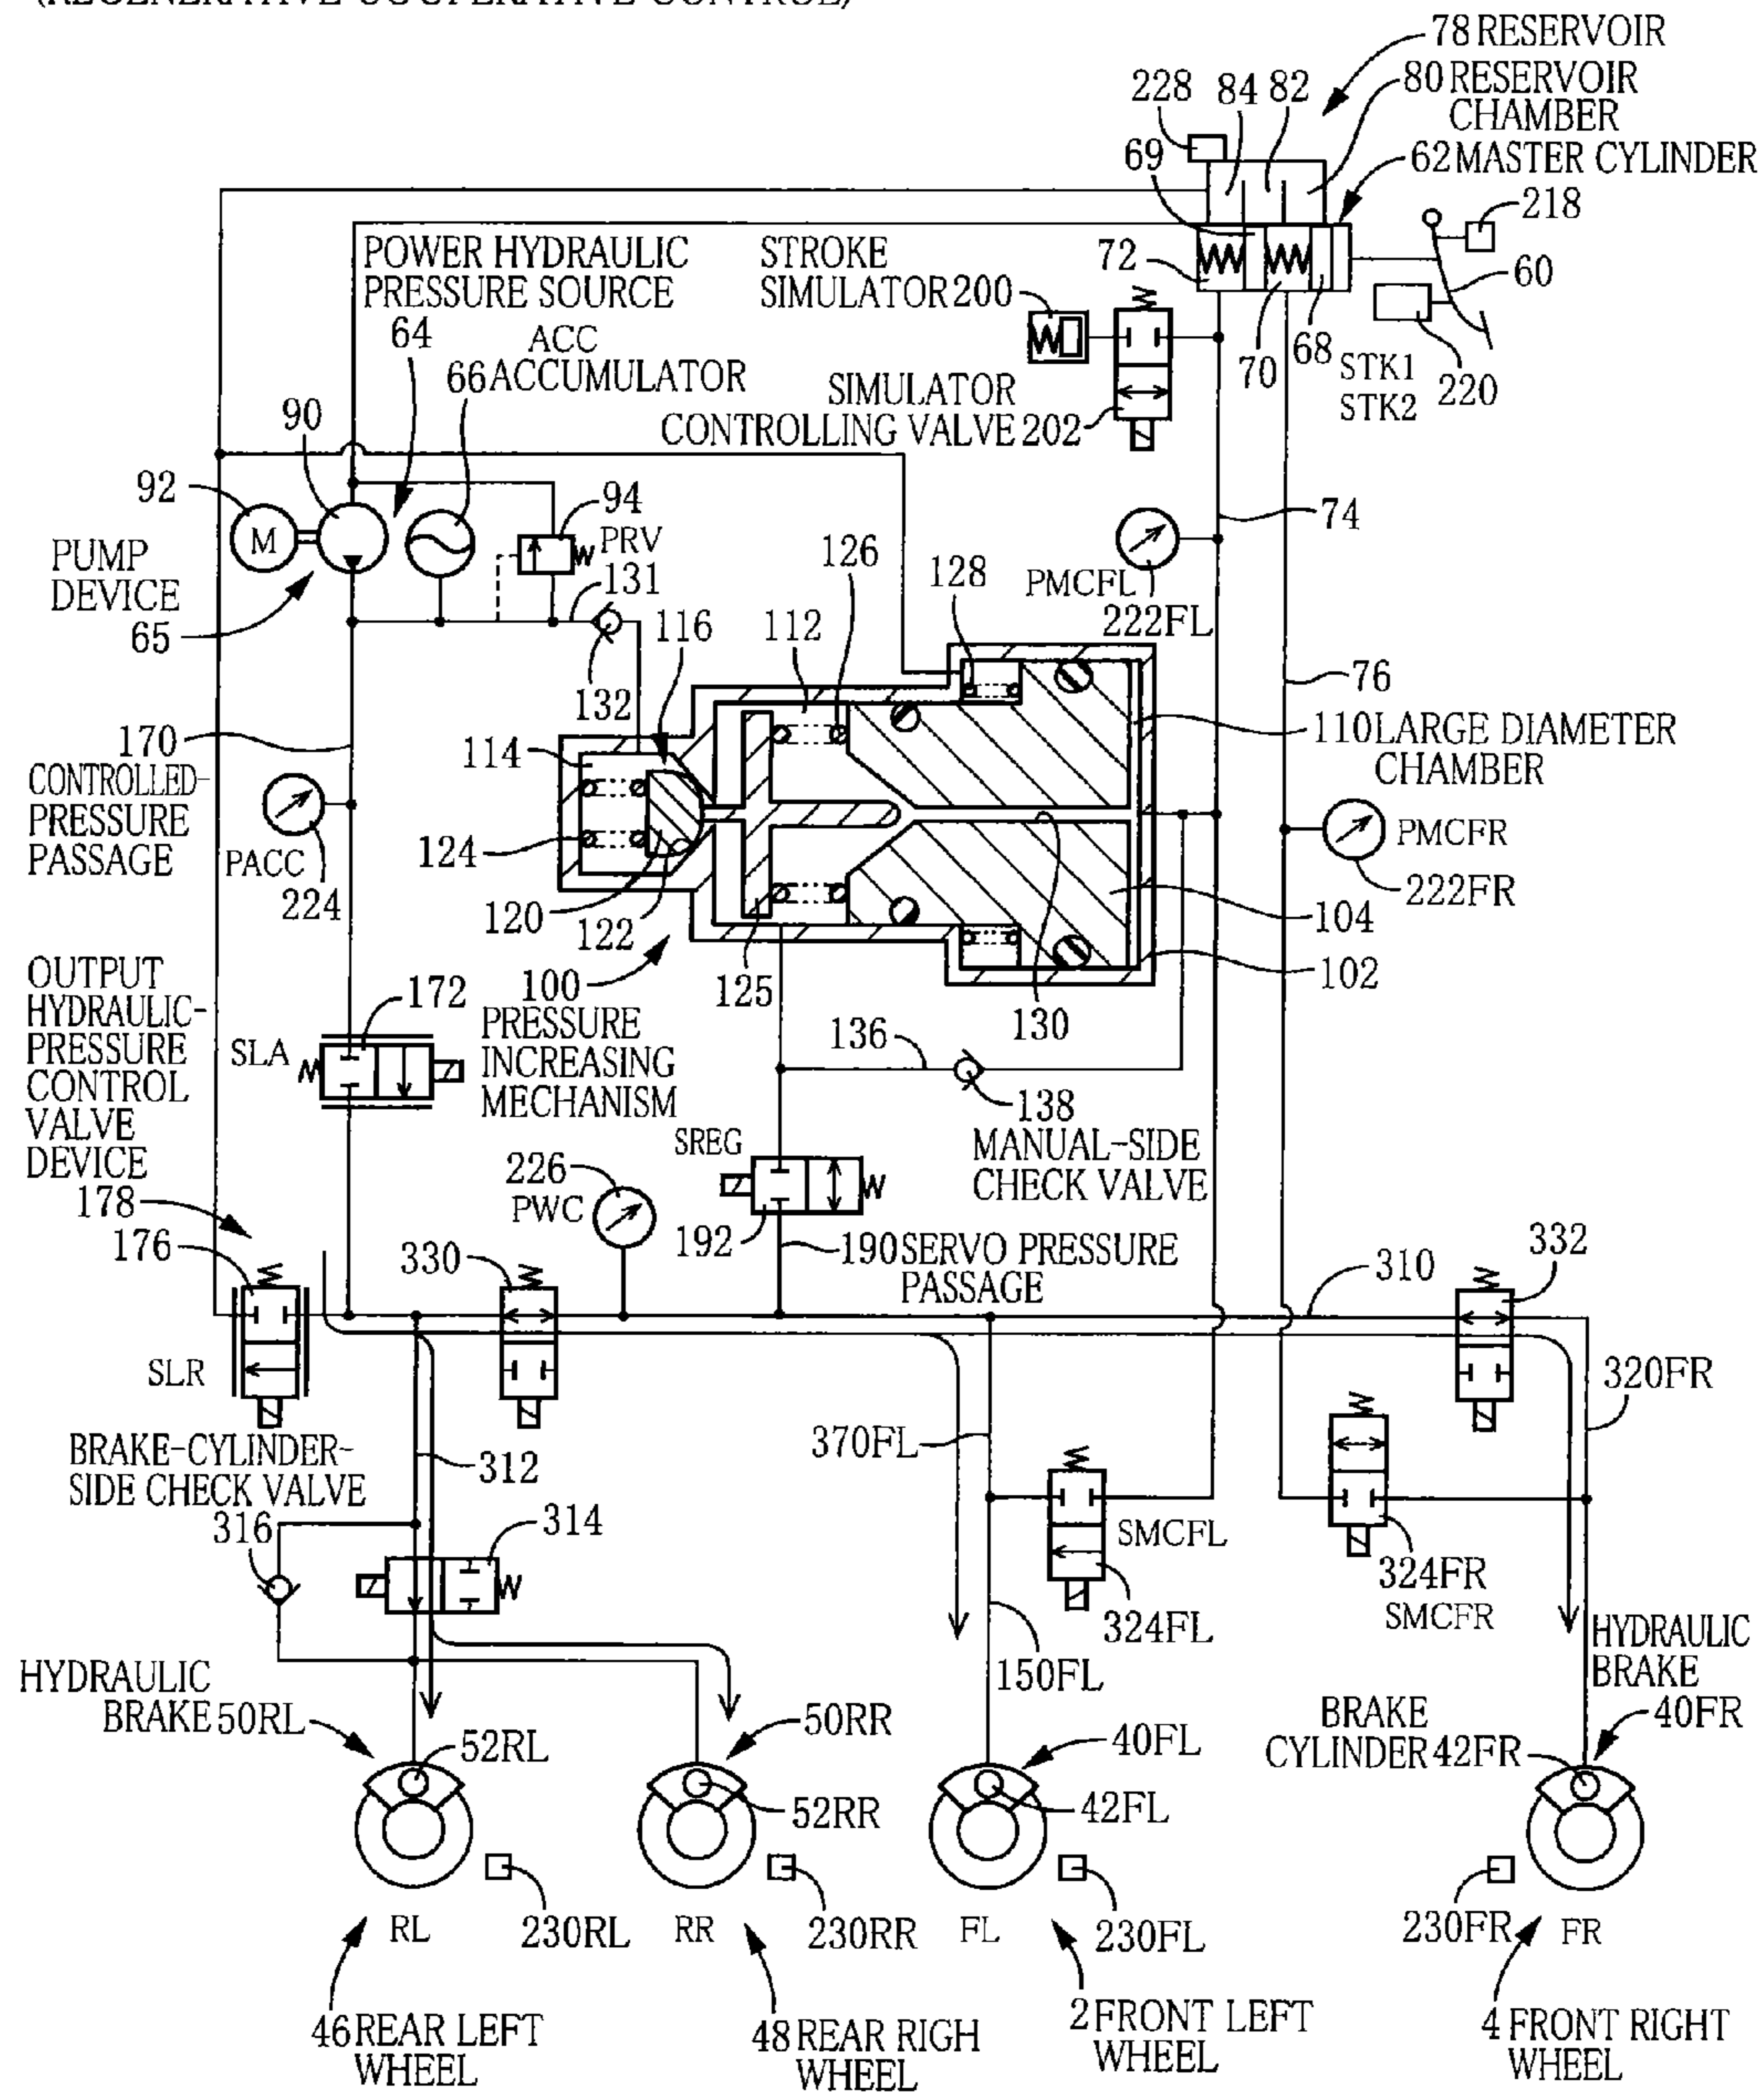 (REGENERATIVE COOPERATIVE CONTROL)
78 RESERVOIR
228 84 82 80 RESERVOIR
CHAMBER
69 62 MASTER CYLINDER
218
POWER HYDRAULIC
PRESSURE SOURCE
64
STROKE
SIMULATOR 200
72
60
ACC
66 ACCUMULATOR
70 68 STK1
STK2
220
SIMULATOR
CONTROLLING VALVE 202
90
92
M
94
PRV
74
PUMP
DEVICE
65
131
126
128
PMCFL
222FL
116
112
132
76
170
CONTROLLED-
PRESSURE
PASSAGE
114
110 LARGE DIAMETER
CHAMBER
PACC
224
124
PMCFR
222FR
120
122
104
OUTPUT
HYDRAULIC-
PRESSURE
CONTROL
VALVE
DEVICE
178
172
100
PRESSURE
INCREASING
MECHANISM
125
102
130
SLA
136
138
MANUAL-SIDE
CHECK VALVE
SREG
226
PWC
192
190 SERVO PRESSURE
PASSAGE
176
330
310
332
SLR
320FR
BRAKE-CYLINDER-
SIDE CHECK VALVE
316
312
370FL
314
SMCFL
324FL
324FR
SMCFR
150FL
HYDRAULIC
BRAKE
HYDRAULIC
BRAKE 50RL
52RL
50RR
40FL
BRAKE
CYLINDER 42FR
40FR
52RR
42FL
RL
230RL
RR
230RR
FL
230FL
230FR
FR
46 REAR LEFT
WHEEL
48 REAR RIGH
WHEEL
2 FRONT LEFT
WHEEL
4 FRONT RIGHT
WHEEL